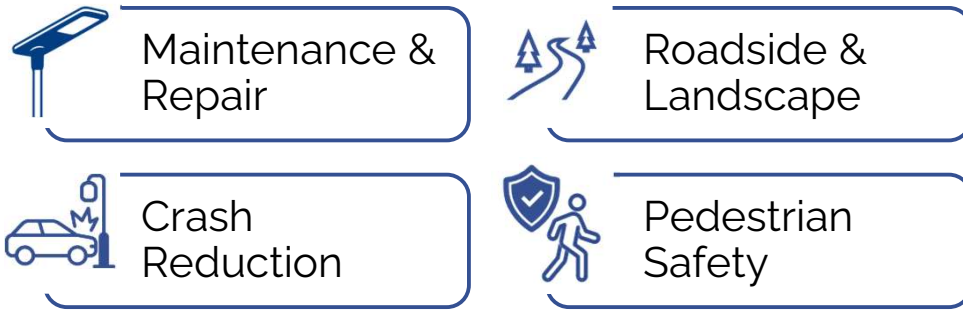 Maintenance &
Repair
Roadside &
Landscape
Crash
Reduction
Pedestrian
Safety